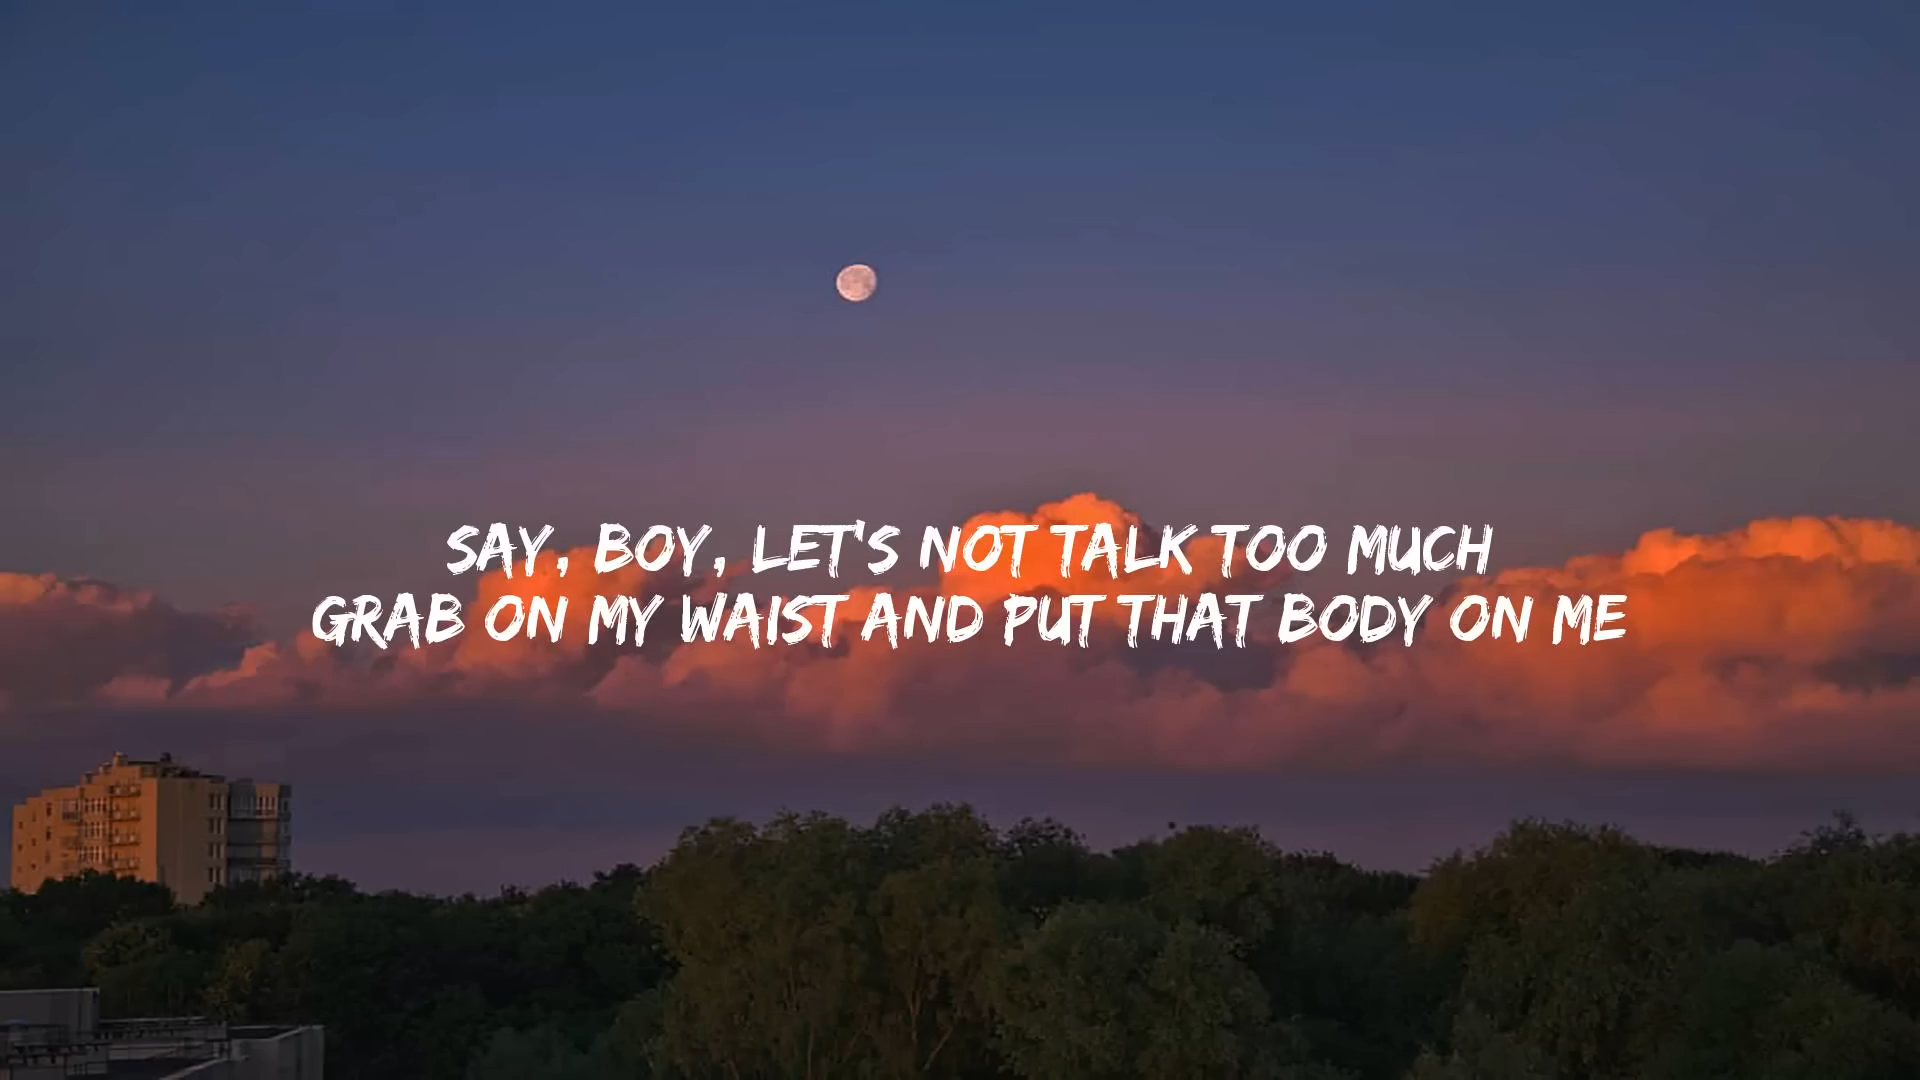 SAY, BOY, LET'S NOT TALK TOO MUCH
GRAB ON MY WAIST AND PUT THAT BODY ON ME